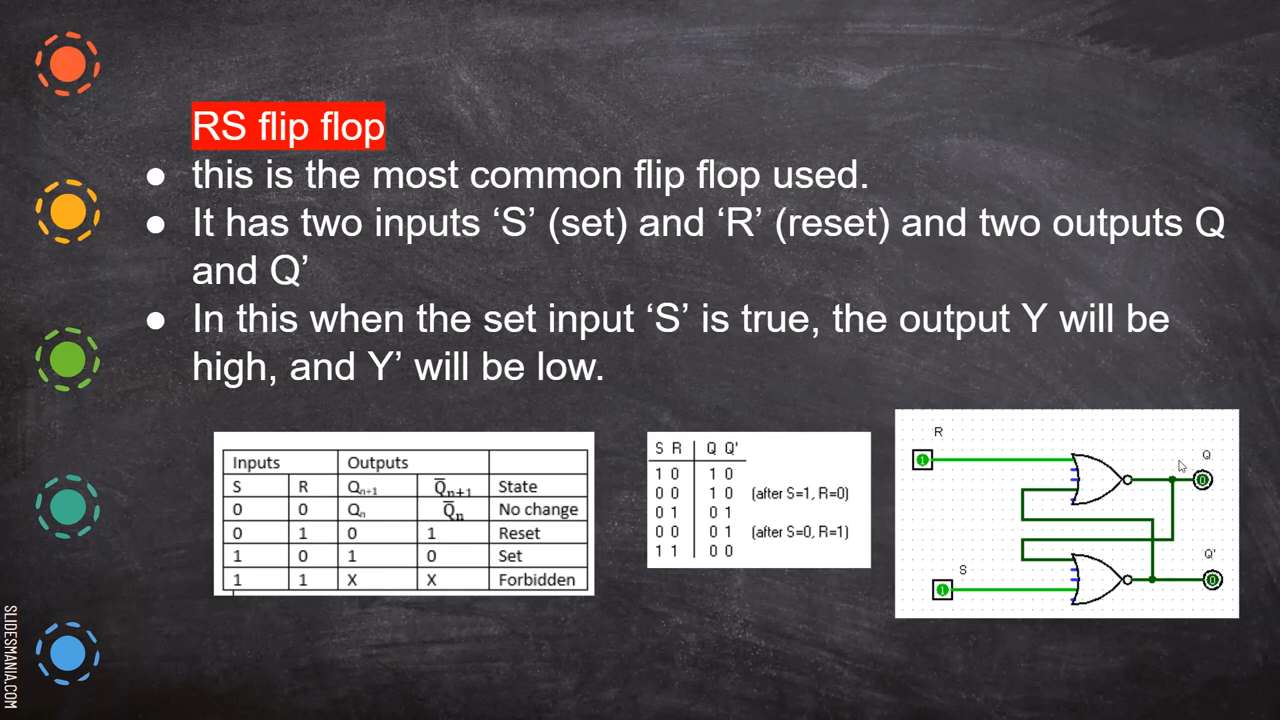 RS flip flop
● this is the most common flip flop used.
● It has two inputs ‘S’ (set) and ‘R’ (reset) and two outputs Q
and Q’
● In this when the set input ‘S’ is true, the output Y will be
high, and Y’ will be low.
Inputs Outputs
S R Qₙ₊₁ Q̅ₙ₊₁ State
0 0 Qₙ Q̅ₙ No change
0 1 0 1 Reset
1 0 1 0 Set
1 1 X X Forbidden
S R Q Q'
1 0 1 0
0 0 1 0 (after S=1, R=0)
0 1 0 1
0 0 0 1 (after S=0, R=1)
1 1 0 0
R
1
Q
0
S
1
Q'
0
SLIDESMANIA.COM